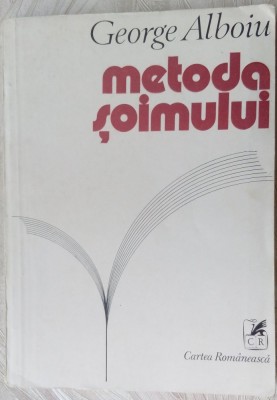 George Alboiu
metoda
șoimului
CR
Cartea Românească